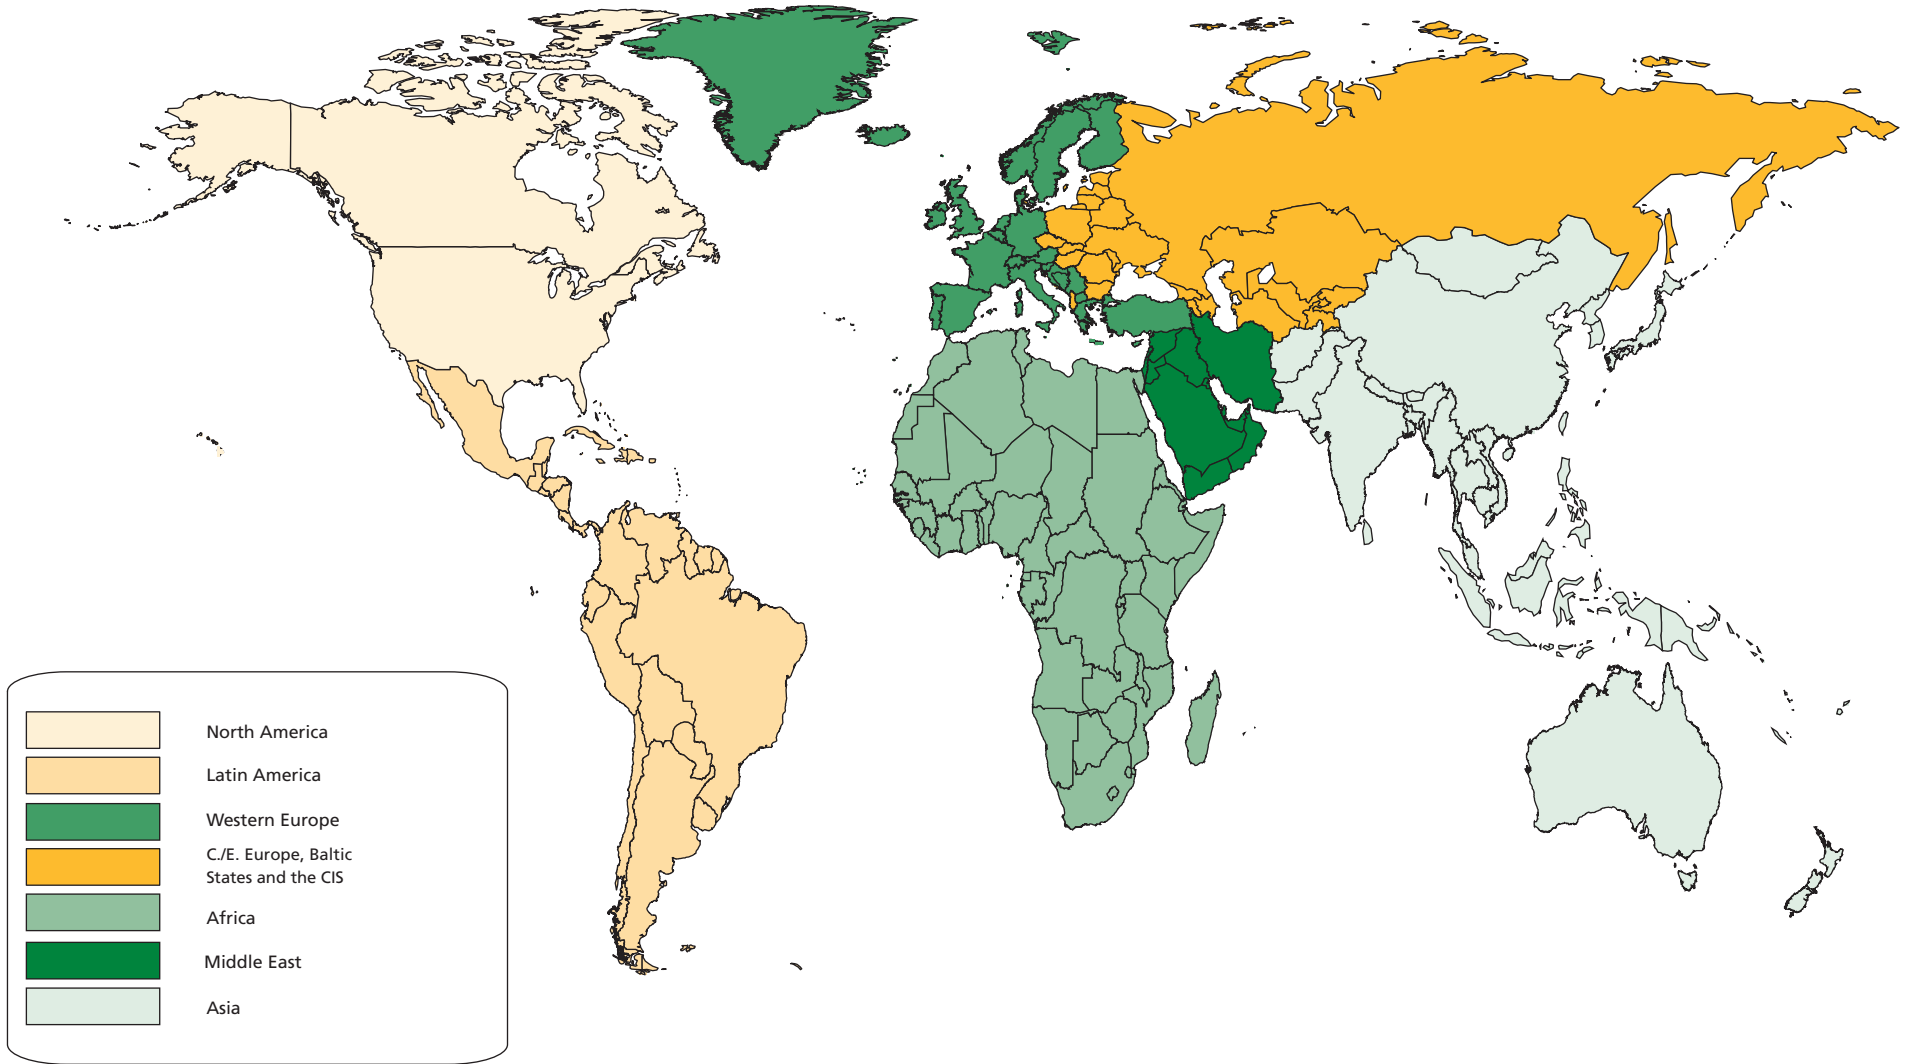 North America
Latin America
Western Europe
C./E. Europe, Baltic
States and the CIS
Africa
Middle East
Asia